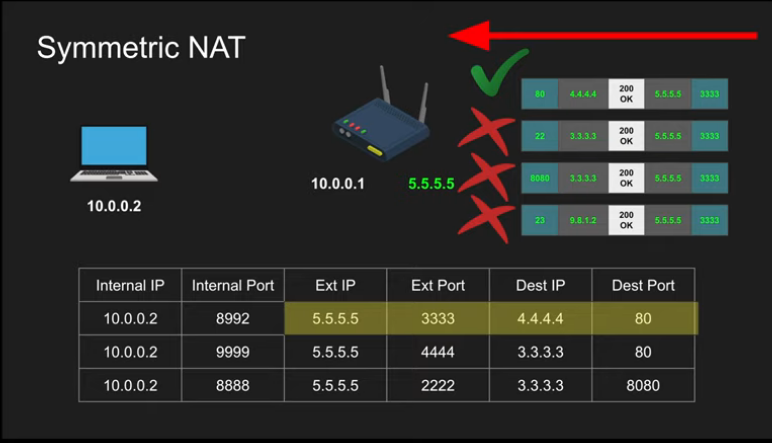 Symmetric NAT
80 4.4.4.4 200 OK 5.5.5.5 3333
22 3.3.3.3 200 OK 5.5.5.5 3333
8080 3.3.3.3 200 OK 5.5.5.5 3333
23 9.8.1.2 200 OK 5.5.5.5 3333
10.0.0.2
10.0.0.1 5.5.5.5
Internal IP Internal Port Ext IP Ext Port Dest IP Dest Port
10.0.0.2 8992 5.5.5.5 3333 4.4.4.4 80
10.0.0.2 9999 5.5.5.5 4444 3.3.3.3 80
10.0.0.2 8888 5.5.5.5 2222 3.3.3.3 8080